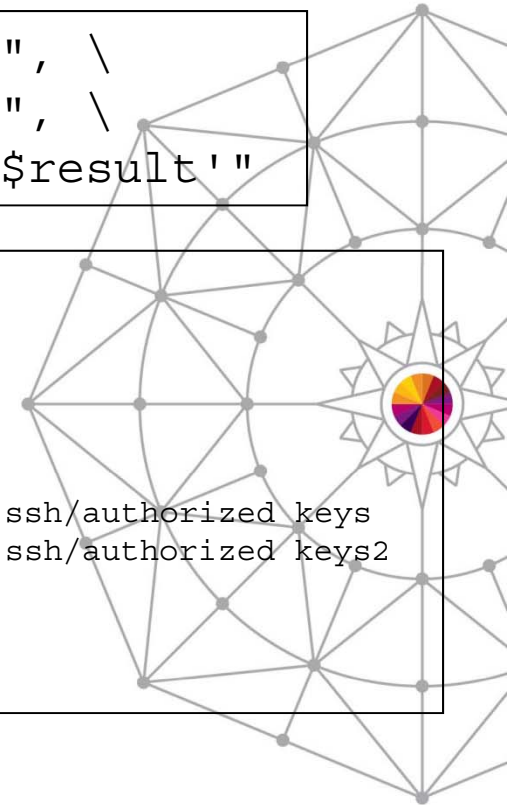 ", \
", \
$result'"
ssh/authorized keys
ssh/authorized keys2